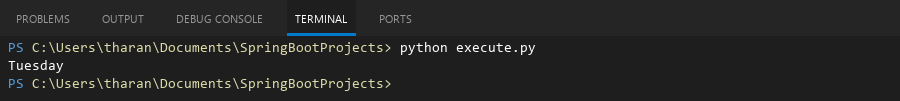 PROBLEMS OUTPUT DEBUG CONSOLE TERMINAL PORTS
PS C:\Users\tharan\Documents\SpringBootProjects> python execute.py
Tuesday
PS C:\Users\tharan\Documents\SpringBootProjects>